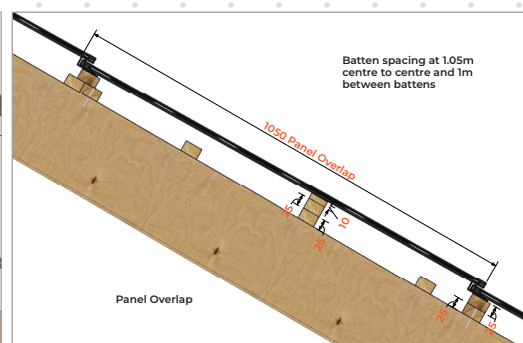 Batten spacing at 1.05m
centre to centre and 1m
between battens
1050 Panel Overlap
25
25
10
25
25
Panel Overlap